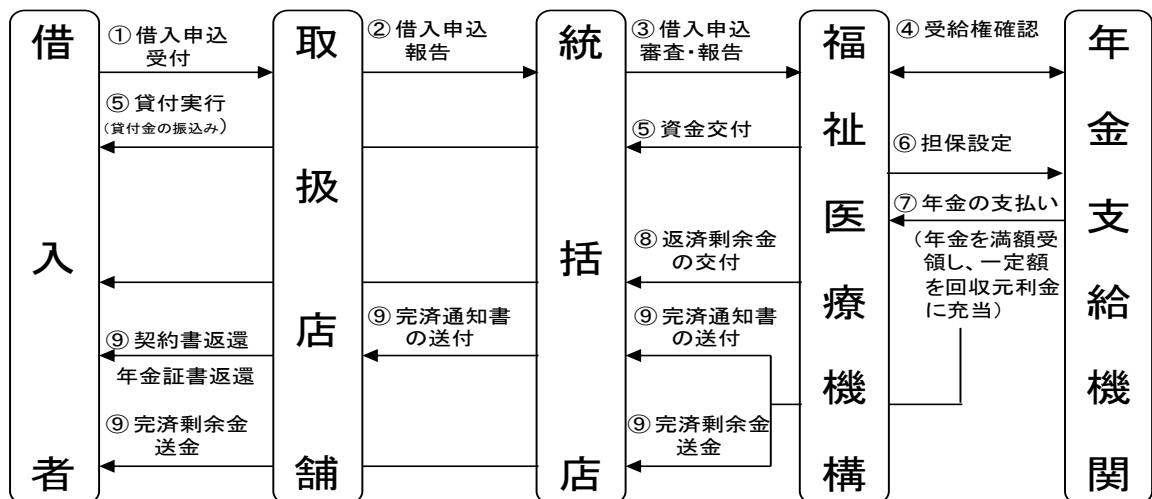 借入者
取扱店舗
統括店
福祉医療機構
年金支給機関
① 借入申込
受付
② 借入申込
報告
③ 借入申込
審査・報告
④ 受給権確認
⑤ 貸付実行
(貸付金の振込み)
⑤ 資金交付
⑥ 担保設定
⑦ 年金の支払い
(年金を満額受
領し、一定額
を回収元利金
に充当)
⑧ 返済剰余金
の交付
⑨ 契約書返還
年金証書返還
⑨ 完済通知書
の送付
⑨ 完済通知書
の送付
⑨ 完済剰余金
送金
⑨ 完済剰余金
送金